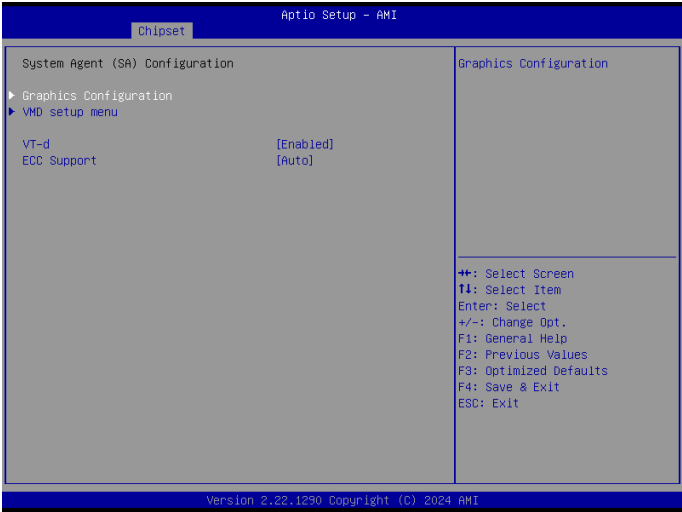 Aptio Setup – AMI
Chipset
System Agent (SA) Configuration
Graphics Configuration
VMD setup menu
VT-d [Enabled]
ECC Support [Auto]
Graphics Configuration
→←: Select Screen
↑↓: Select Item
Enter: Select
+/-: Change Opt.
F1: General Help
F2: Previous Values
F3: Optimized Defaults
F4: Save & Exit
ESC: Exit
Version 2.22.1290 Copyright (C) 2024 AMI